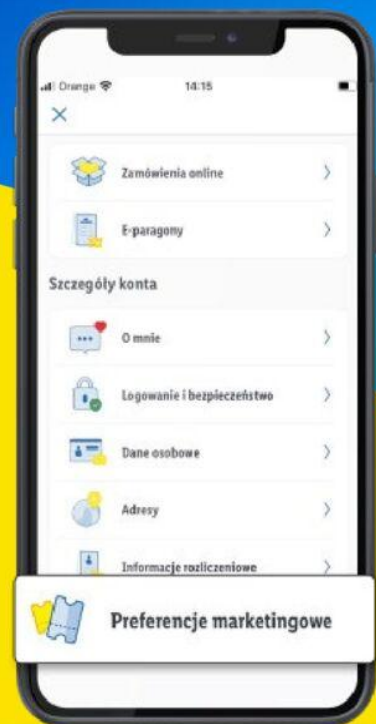 Orange
14:15
Zamówienia online
E-paragony
Szczegóły konta
O mnie
Logowanie i bezpieczeństwo
Dane osobowe
Adresy
Informacje rozliczeniowe
Preferencje marketingowe